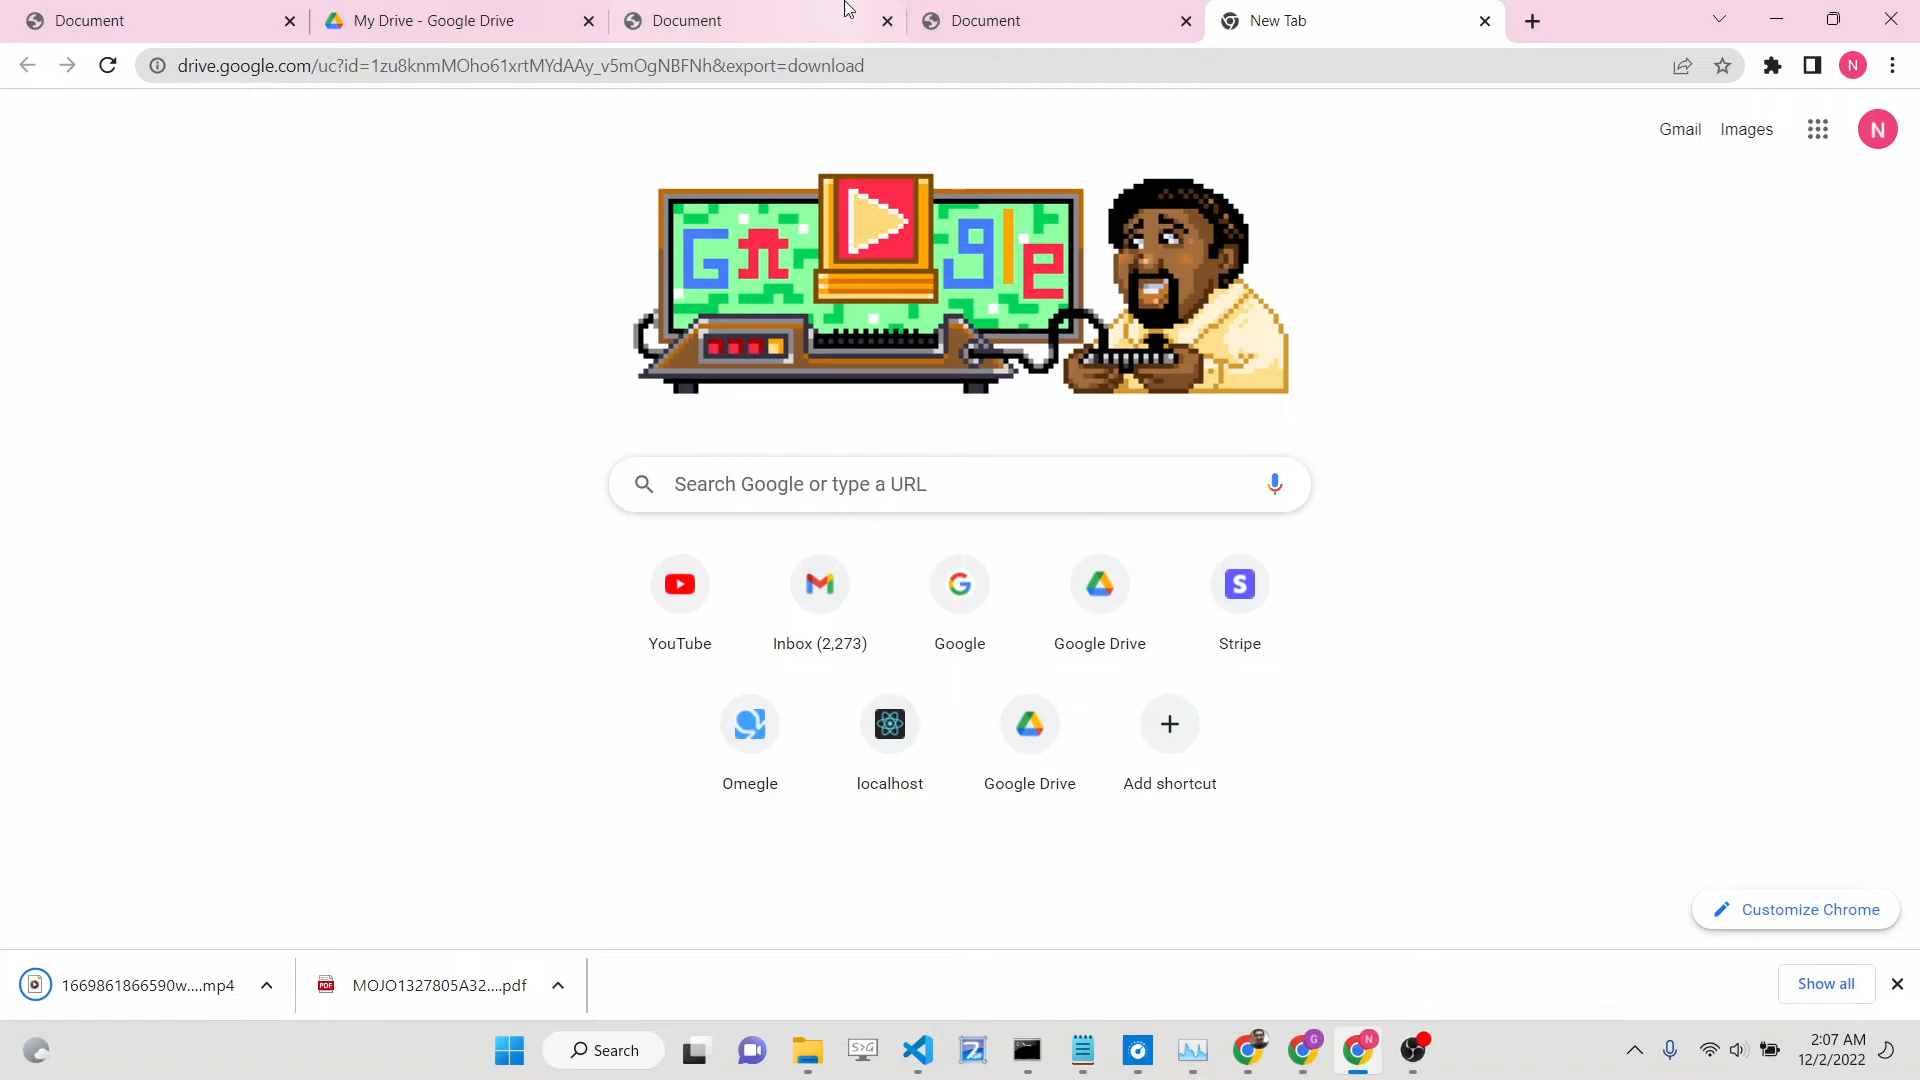 Document
My Drive - Google Drive
Document
Document
New Tab
drive.google.com/uc?id=1zu8knmMOho61xrtMYdAAy_v5mOgNBFNh&export=download
N
Gmail
Images
N
Google
Search Google or type a URL
YouTube
Inbox (2,273)
Google
Google Drive
Stripe
Omegle
localhost
Google Drive
Add shortcut
Customize Chrome
1669861866590w....mp4
PDF
MOJO1327805A32....pdf
Show all
Search
G
N
2:07 AM
12/2/2022